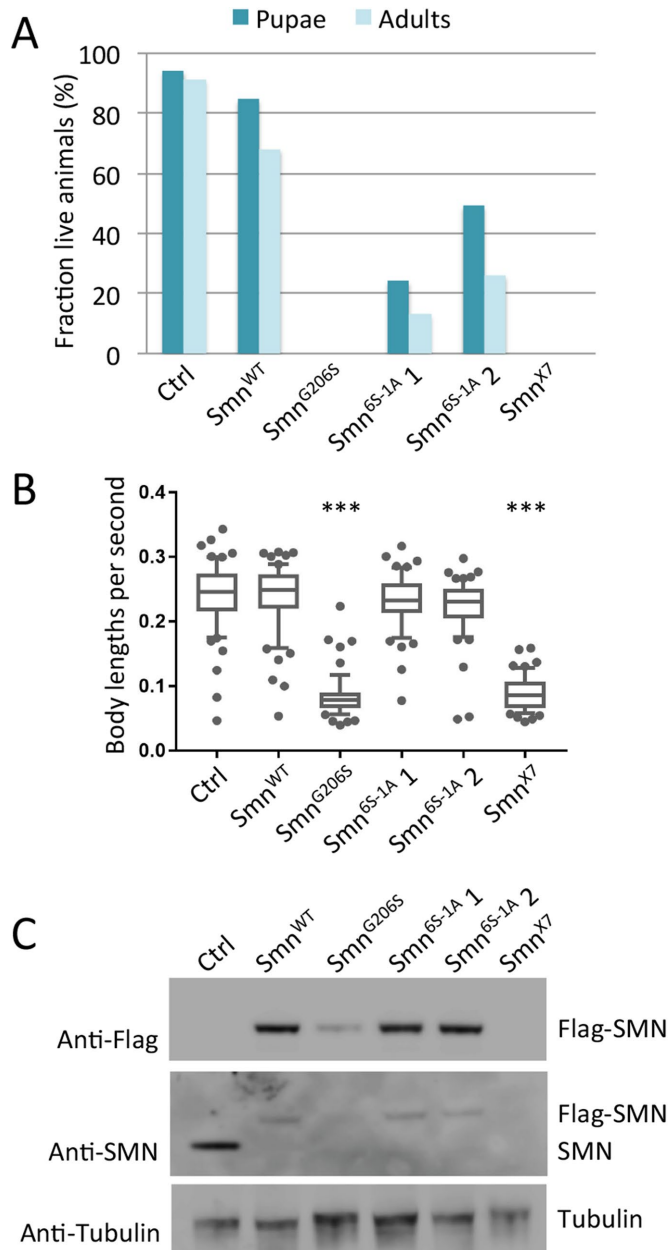 A
Pupae Adults
Fraction live animals (%)
100
80
60
40
20
0
Ctrl
Smn^WT
Smn^G206S
Smn^6S-1A 1
Smn^6S-1A 2
Smn^X7
B
Body lengths per second
0.4
0.3
0.2
0.1
0.0
***
***
Ctrl
Smn^WT
Smn^G206S
Smn^6S-1A 1
Smn^6S-1A 2
Smn^X7
C
Ctrl
Smn^WT
Smn^G206S
Smn^6S-1A 1
Smn^6S-1A 2
Smn^X7
Anti-Flag
Flag-SMN
Anti-SMN
Flag-SMN
SMN
Anti-Tubulin
Tubulin